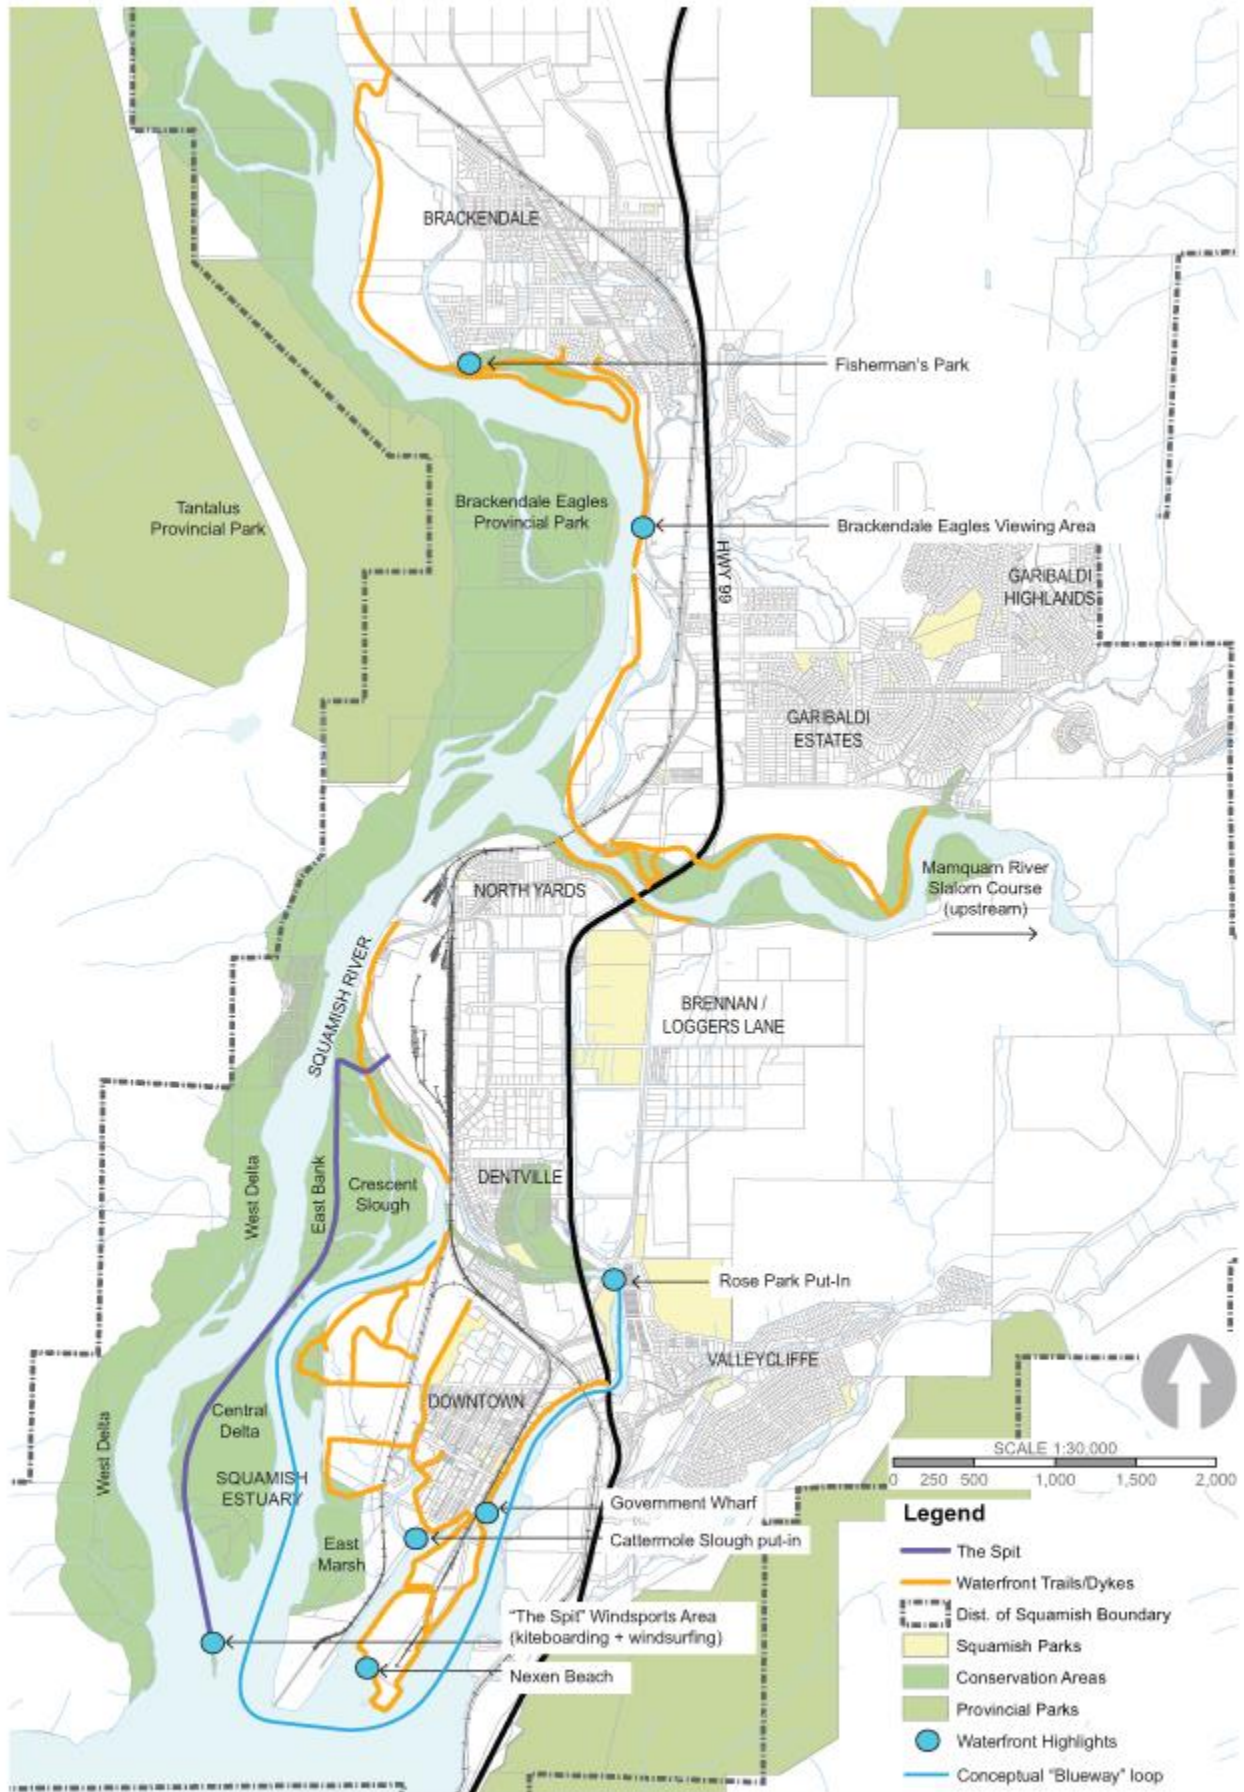 BRACKENDALE
Fisherman's Park
Tantalus
Provincial Park
Brackendale Eagles
Provincial Park
Brackendale Eagles Viewing Area
HWY 99
GARIBALDI
HIGHLANDS
GARIBALDI
ESTATES
Mamquam River
Slalom Course
(upstream)
NORTH YARDS
SQUAMISH RIVER
BRENNAN /
LOGGERS LANE
West Delta
East Bank
Crescent
Slough
DENTVILLE
Rose Park Put-In
VALLEYCLIFFE
DOWNTOWN
Central
Delta
West Delta
SQUAMISH
ESTUARY
East
Marsh
Government Wharf
Cattermole Slough put-in
"The Spit" Windsports Area
(kiteboarding + windsurfing)
Nexen Beach
SCALE 1:30,000
0 250 500 1,000 1,500 2,000
Legend
The Spit
Waterfront Trails/Dykes
Dist. of Squamish Boundary
Squamish Parks
Conservation Areas
Provincial Parks
Waterfront Highlights
Conceptual "Blueway" loop